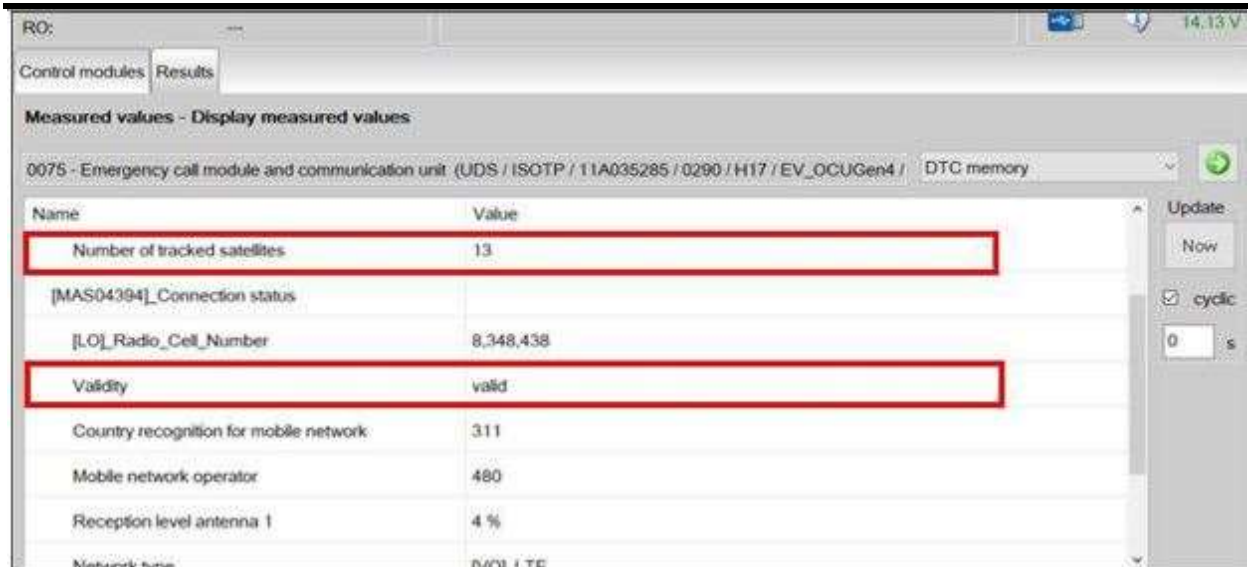 RO: ---
14.13 V
Control modules Results
Measured values - Display measured values
0075 - Emergency call module and communication unit (UDS / ISOTP / 11A035285 / 0290 / H17 / EV_OCUGen4 / DTC memory
Name Value Update
Number of tracked satellites 13 Now
[MAS04394]_Connection status cyclic
[LO]_Radio_Cell_Number 8,348,438 0 s
Validity valid
Country recognition for mobile network 311
Mobile network operator 480
Reception level antenna 1 4 %
Network type LTE